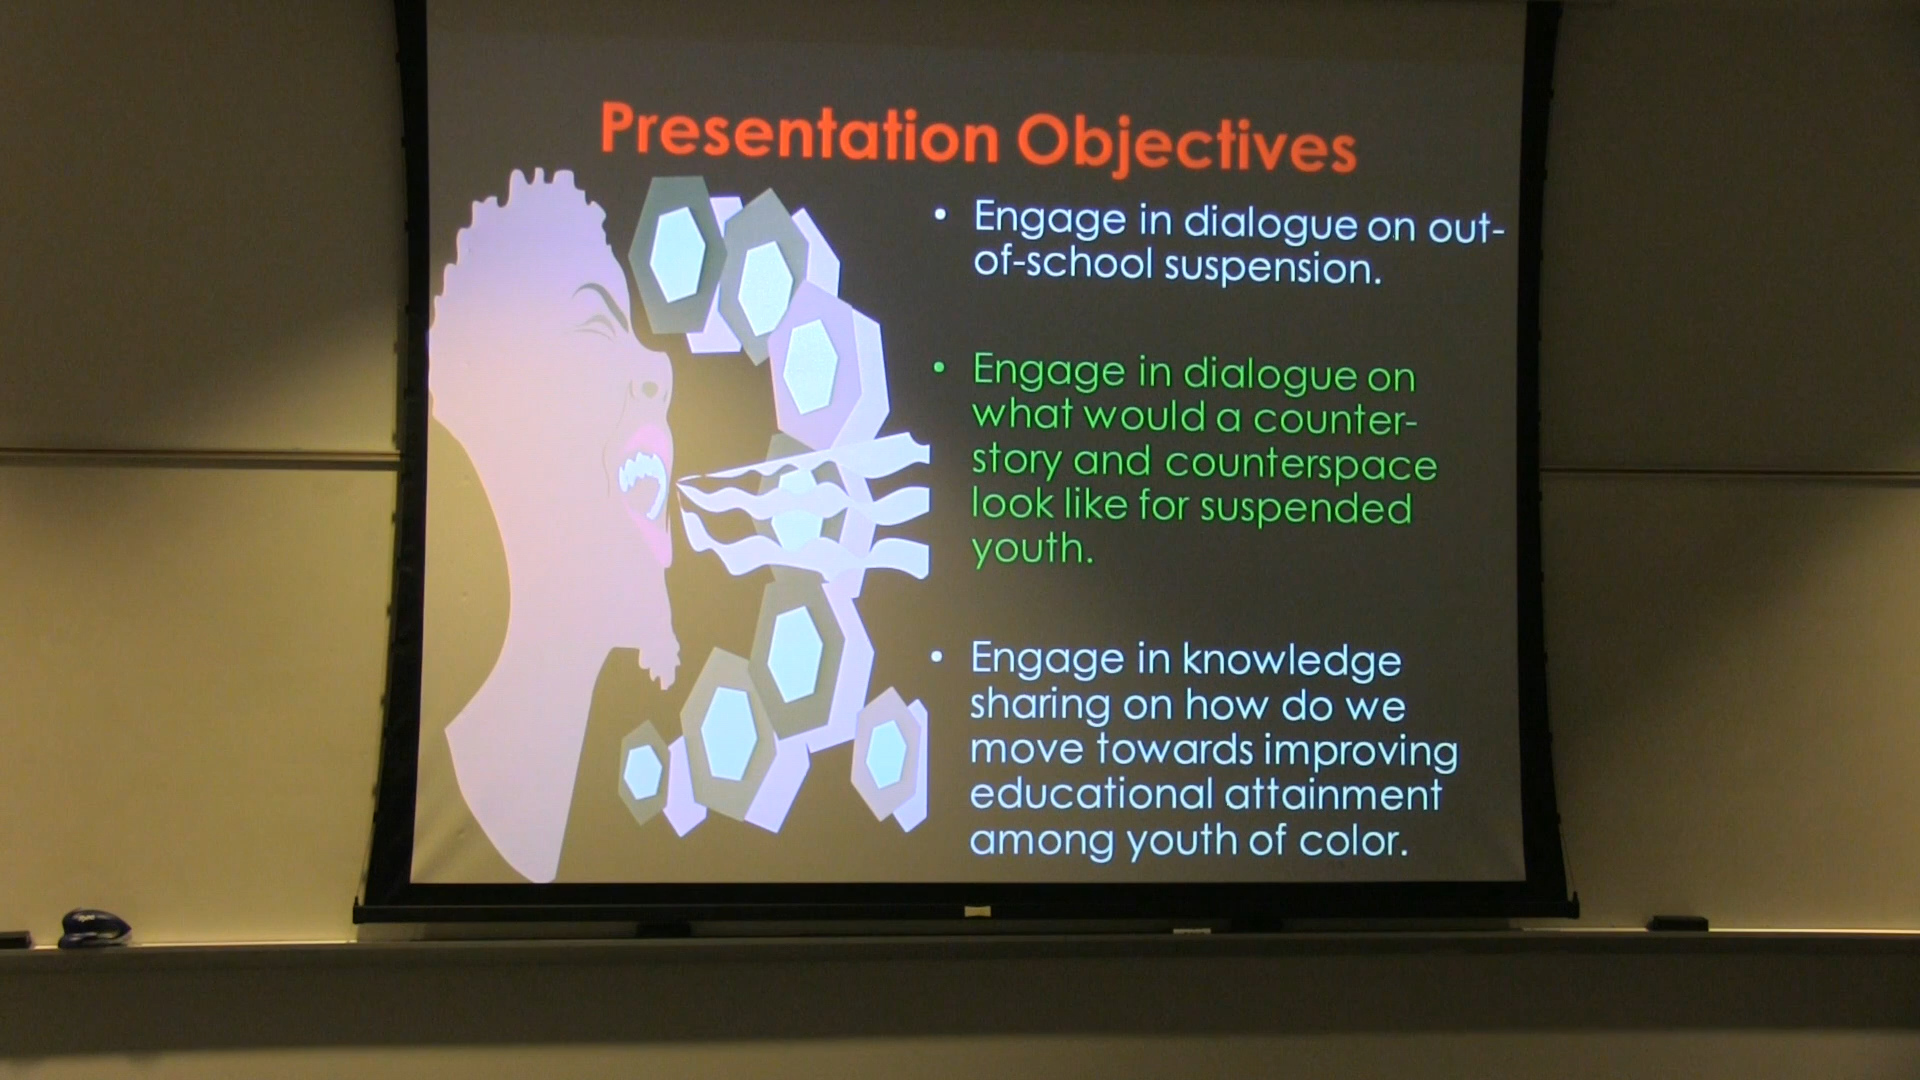 Presentation Objectives
• Engage in dialogue on out-
of-school suspension.
• Engage in dialogue on
what would a counter-
story and counterspace
look like for suspended
youth.
• Engage in knowledge
sharing on how do we
move towards improving
educational attainment
among youth of color.